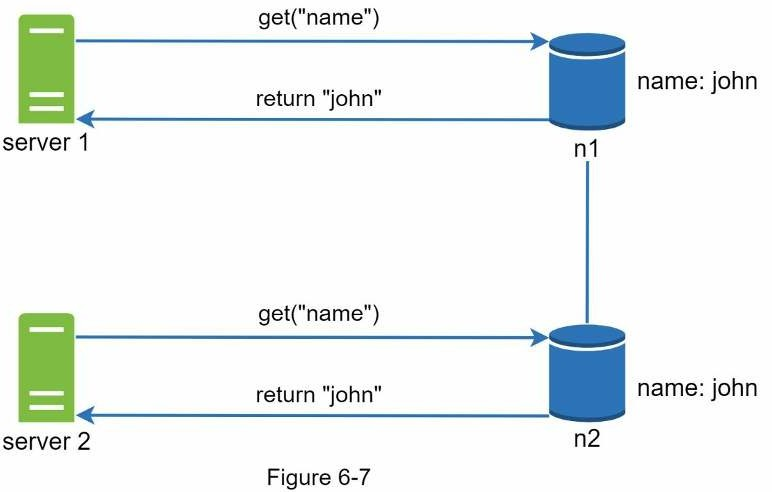 get("name")
name: john
return "john"
server 1
n1
get("name")
name: john
return "john"
server 2
n2
Figure 6-7